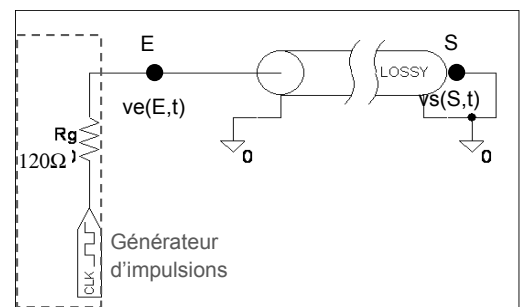 E
S
LOSSY
ve(E,t)
vs(S,t)
Rg
120Ω
0
0
Générateur
d'impulsions
CLK